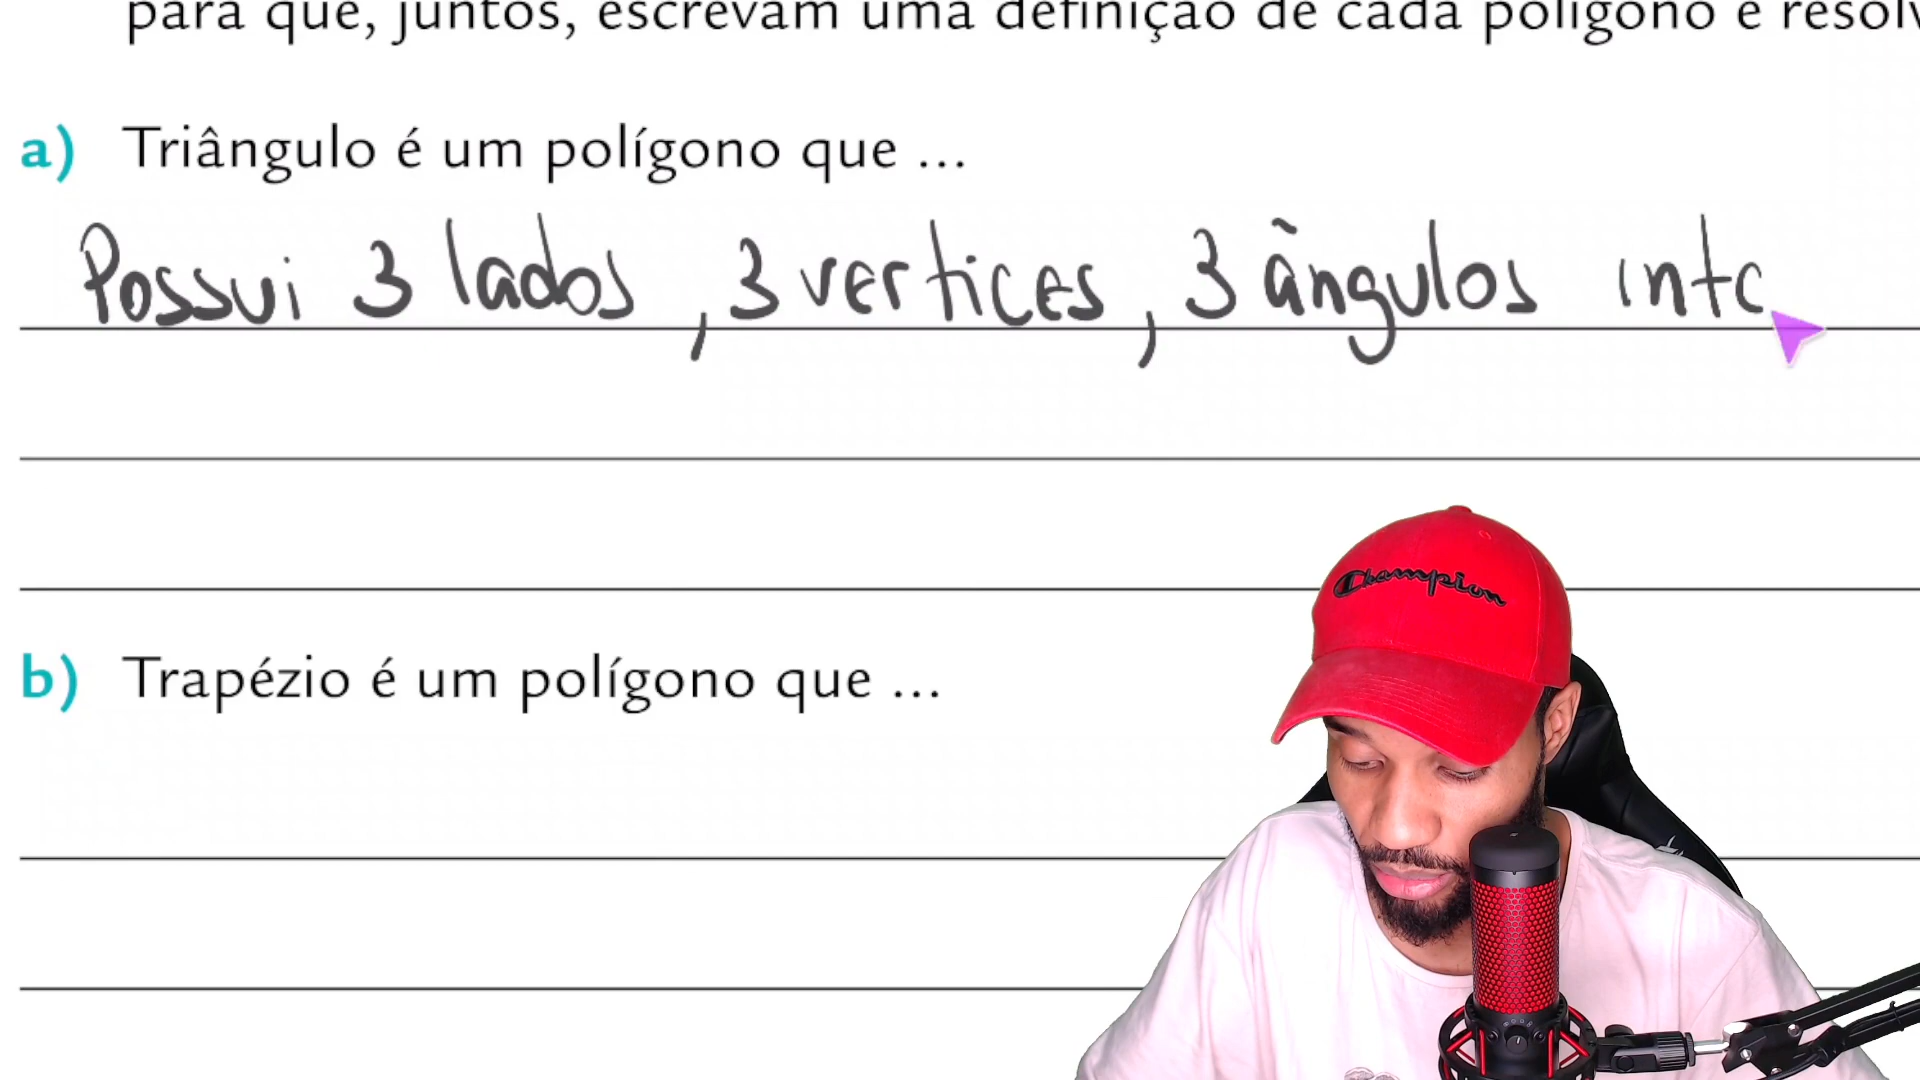 para que, juntos, escrevam uma definição de cada polígono e resolv
a) Triângulo é um polígono que ...
Possui 3 lados, 3 vertices, 3 ângulos inte
b) Trapézio é um polígono que ...
Champion